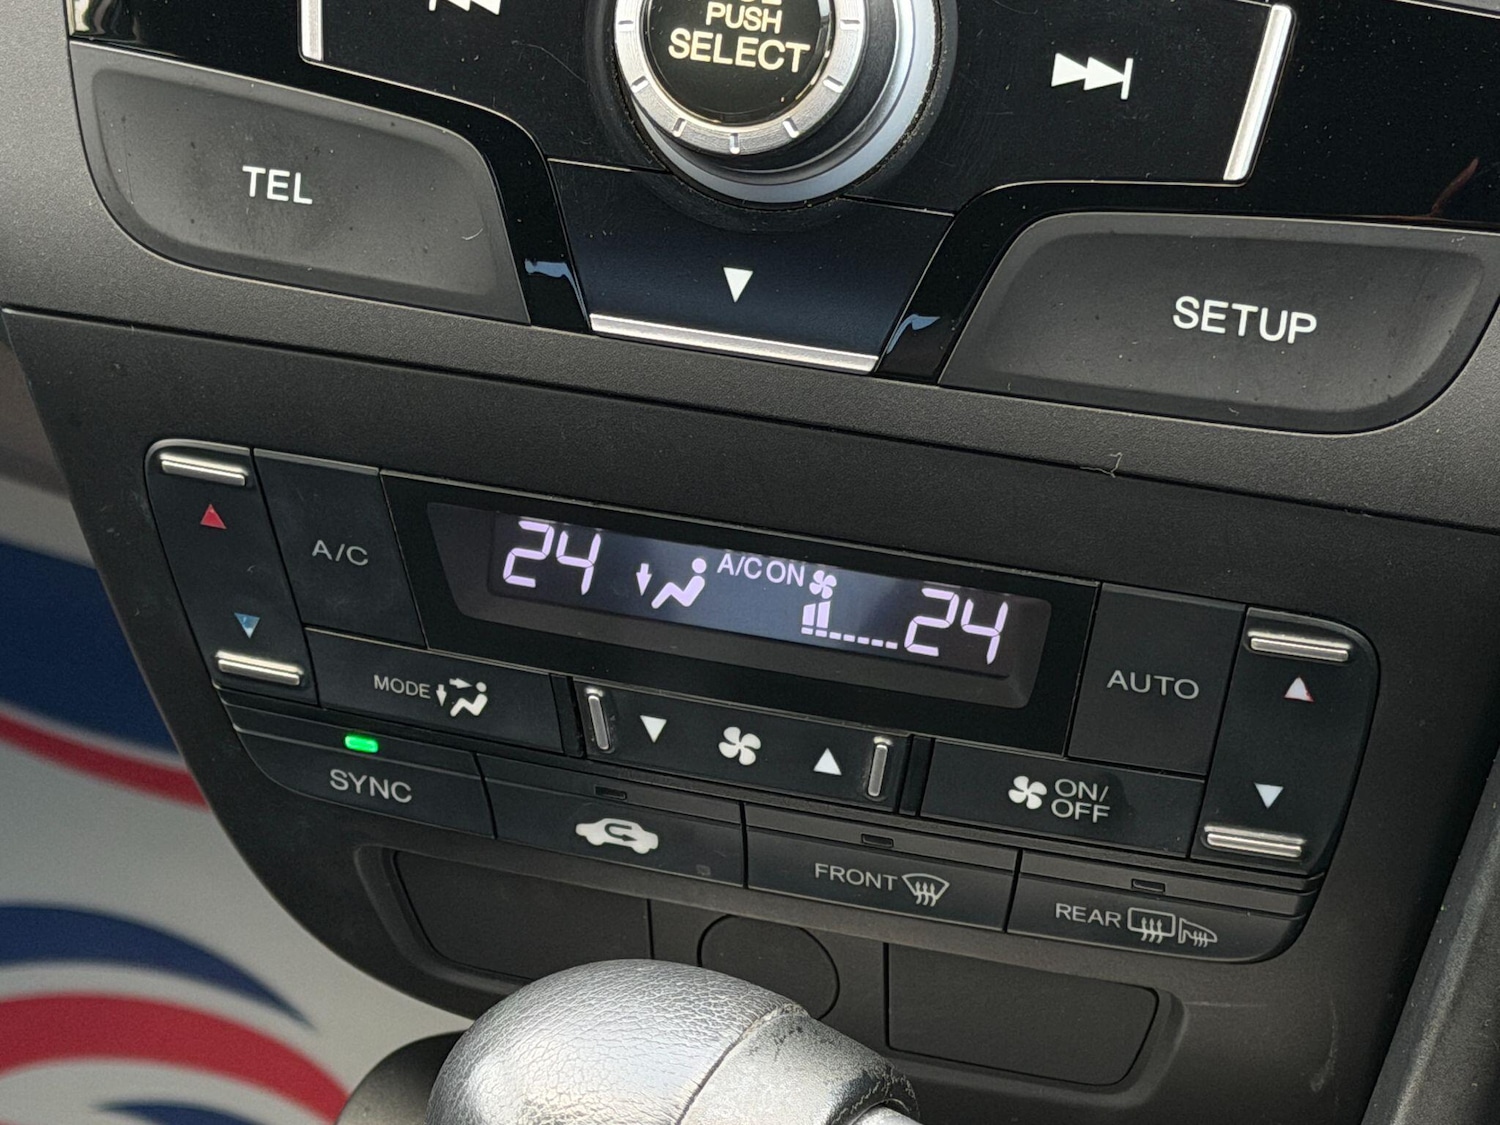 PUSH
SELECT
TEL
SETUP
A/C
24
A/C ON
24
AUTO
MODE
ON/
OFF
SYNC
FRONT
REAR